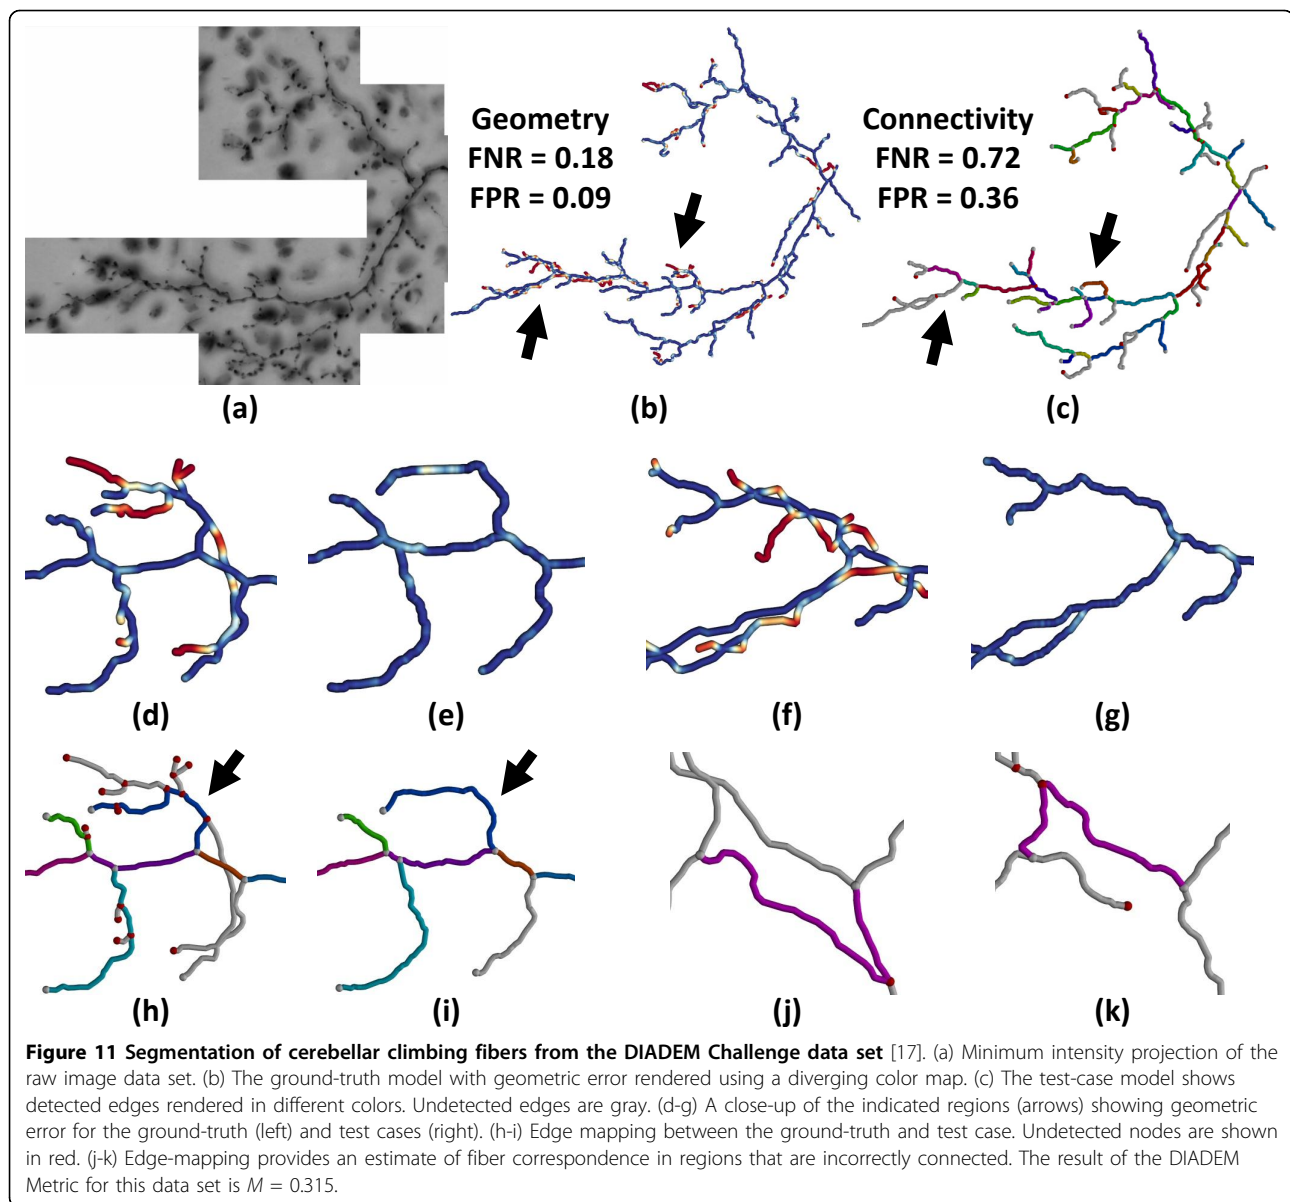 Geometry
FNR = 0.18
FPR = 0.09
Connectivity
FNR = 0.72
FPR = 0.36
(a)
(b)
(c)
(d)
(e)
(f)
(g)
(h)
(i)
(j)
(k)
Figure 11 Segmentation of cerebellar climbing fibers from the DIADEM Challenge data set [17]. (a) Minimum intensity projection of the
raw image data set. (b) The ground-truth model with geometric error rendered using a diverging color map. (c) The test-case model shows
detected edges rendered in different colors. Undetected edges are gray. (d-g) A close-up of the indicated regions (arrows) showing geometric
error for the ground-truth (left) and test cases (right). (h-i) Edge mapping between the ground-truth and test case. Undetected nodes are shown
in red. (j-k) Edge-mapping provides an estimate of fiber correspondence in regions that are incorrectly connected. The result of the DIADEM
Metric for this data set is M = 0.315.